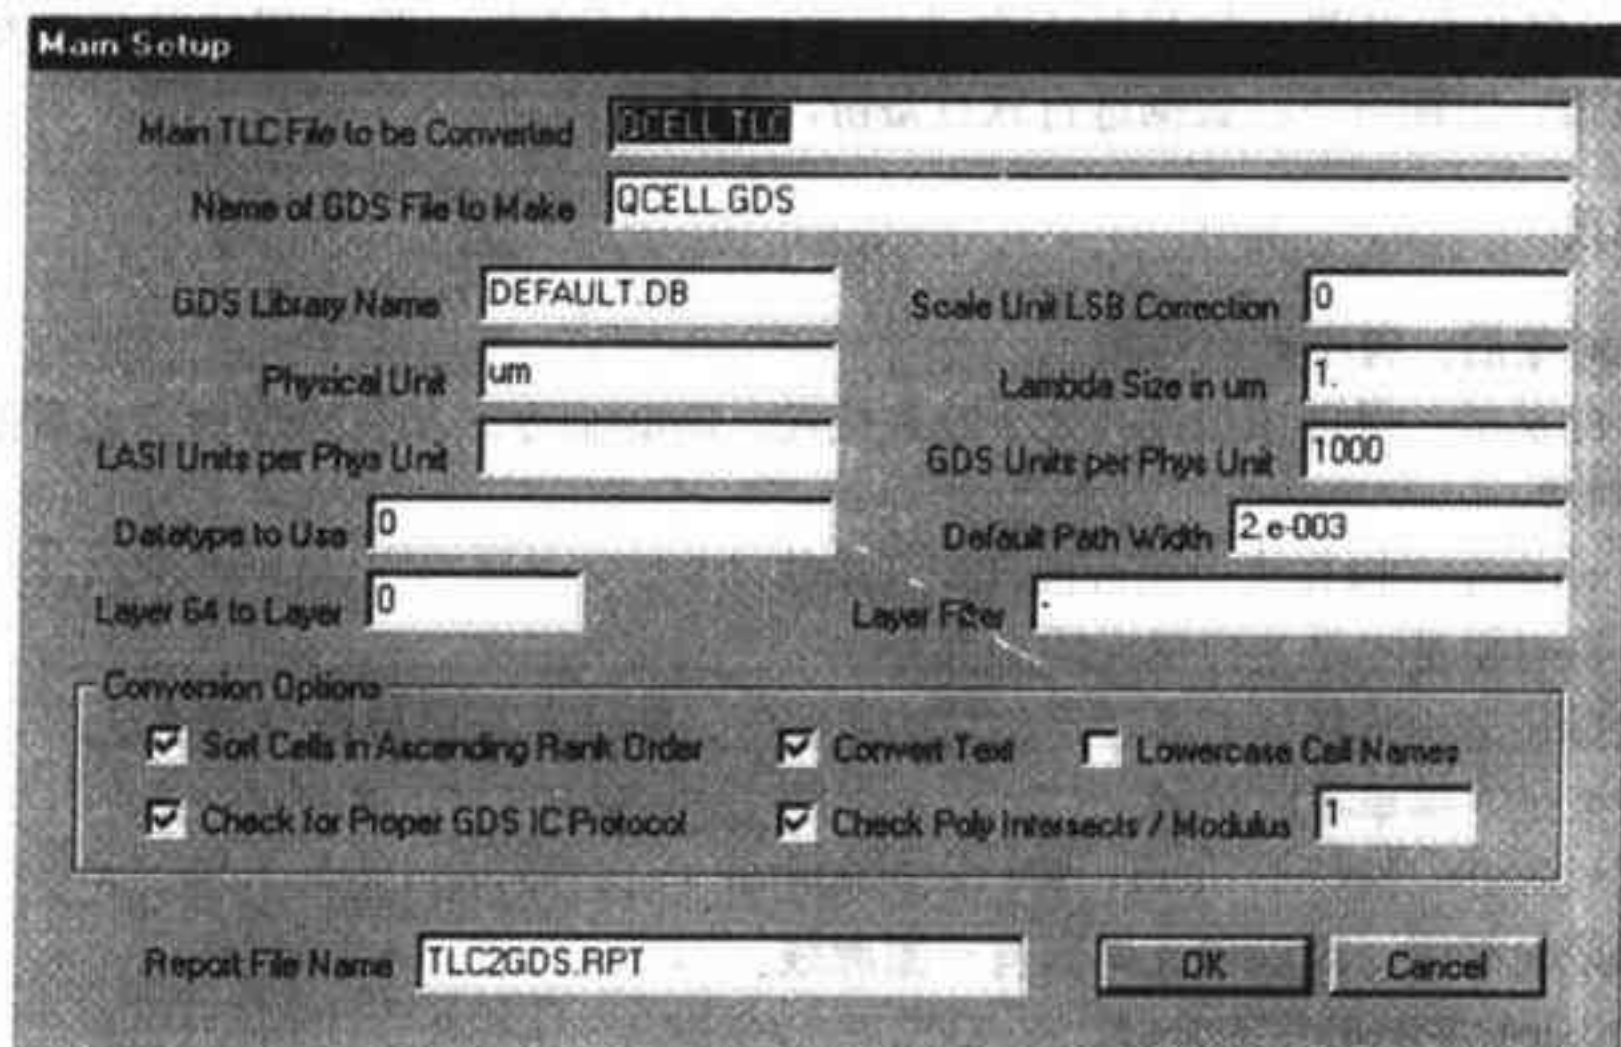 Main Setup
Main TLC File to be Converted QCELL.TLC
Name of GDS File to Make QCELL.GDS
GDS Library Name DEFAULT.DB Scale Unit LSB Correction 0
Physical Unit um Lambda Size in um 1.
LASI Units per Phys Unit GDS Units per Phys Unit 1000
Datatype to Use 0 Default Path Width 2.e-003
Layer 64 to Layer 0 Layer Filter
Conversion Options
Sort Cells in Ascending Rank Order Convert Text Lowercase Cell Names
Check for Proper GDS IC Protocol Check Poly Intersects / Modulus 1
Report File Name TLC2GDS.RPT OK Cancel